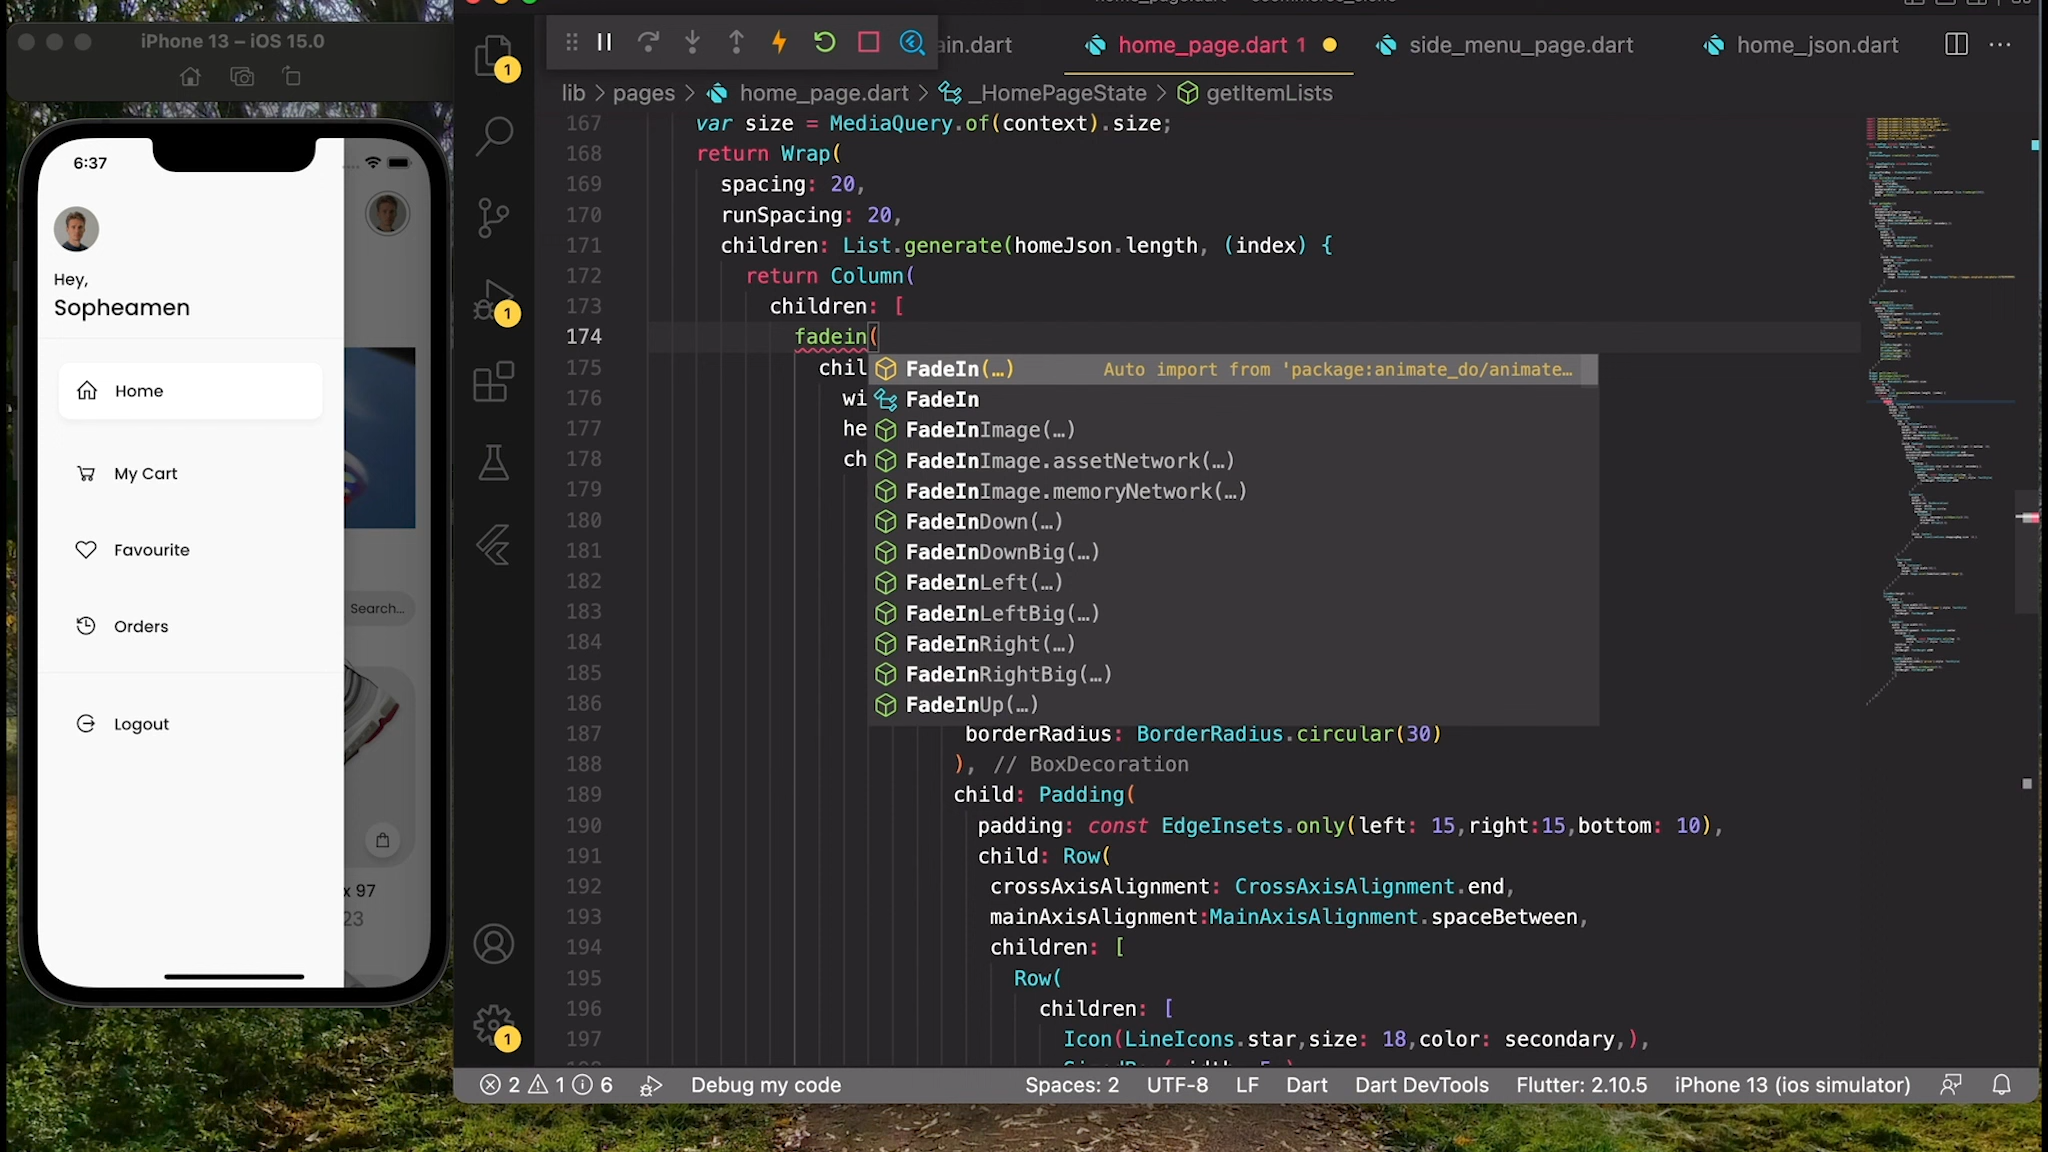 iPhone 13 – iOS 15.0
6:37
Hey,
Sopheamen
Home
My Cart
Favourite
Orders
Logout
Search...
x 97
23
1
1
1
ain.dart
home_page.dart 1
side_menu_page.dart
home_json.dart
lib > pages > home_page.dart > _HomePageState > getItemLists
167 var size = MediaQuery.of(context).size;
168 return Wrap(
169 spacing: 20,
170 runSpacing: 20,
171 children: List.generate(homeJson.length, (index) {
172 return Column(
173 children: [
174 fadein(
175 chil
176 wi
177 he
178 ch
179
180
181
182
183
184
185
186
FadeIn(…) Auto import from 'package:animate_do/animate…
FadeIn
FadeInImage(…)
FadeInImage.assetNetwork(…)
FadeInImage.memoryNetwork(…)
FadeInDown(…)
FadeInDownBig(…)
FadeInLeft(…)
FadeInLeftBig(…)
FadeInRight(…)
FadeInRightBig(…)
FadeInUp(…)
187 borderRadius: BorderRadius.circular(30)
188 ), // BoxDecoration
189 child: Padding(
190 padding: const EdgeInsets.only(left: 15,right:15,bottom: 10),
191 child: Row(
192 crossAxisAlignment: CrossAxisAlignment.end,
193 mainAxisAlignment:MainAxisAlignment.spaceBetween,
194 children: [
195 Row(
196 children: [
197 Icon(LineIcons.star,size: 18,color: secondary,),
2 1 6 Debug my code Spaces: 2 UTF-8 LF Dart Dart DevTools Flutter: 2.10.5 iPhone 13 (ios simulator)